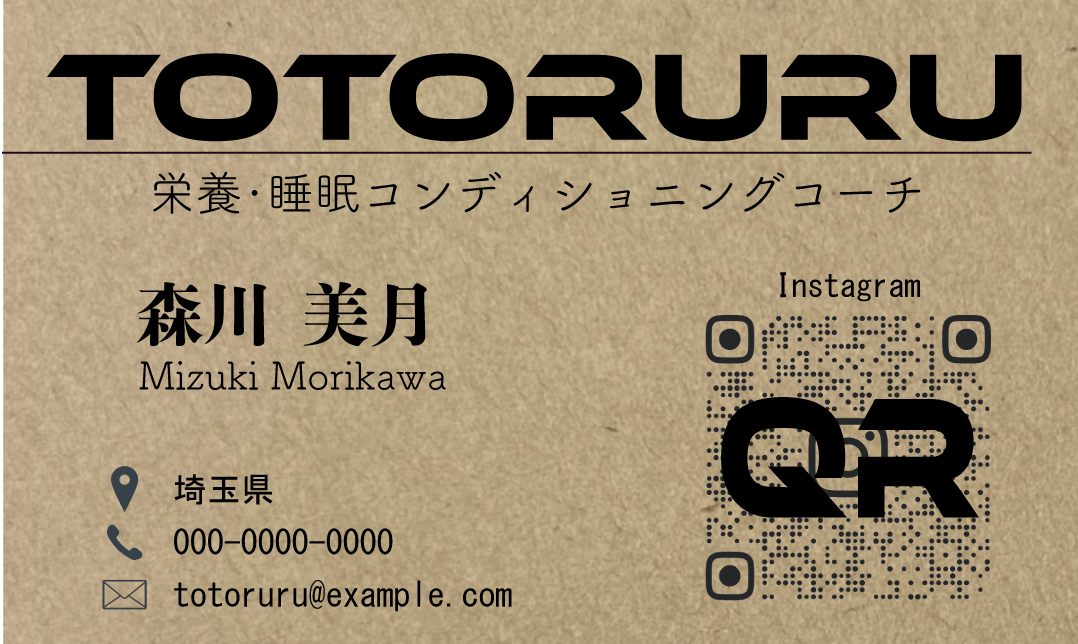 TOTORURU
栄養・睡眠コンディショニングコーチ
森川 美月
Mizuki Morikawa
埼玉県
000-0000-0000
totoruru@example.com
Instagram
QR